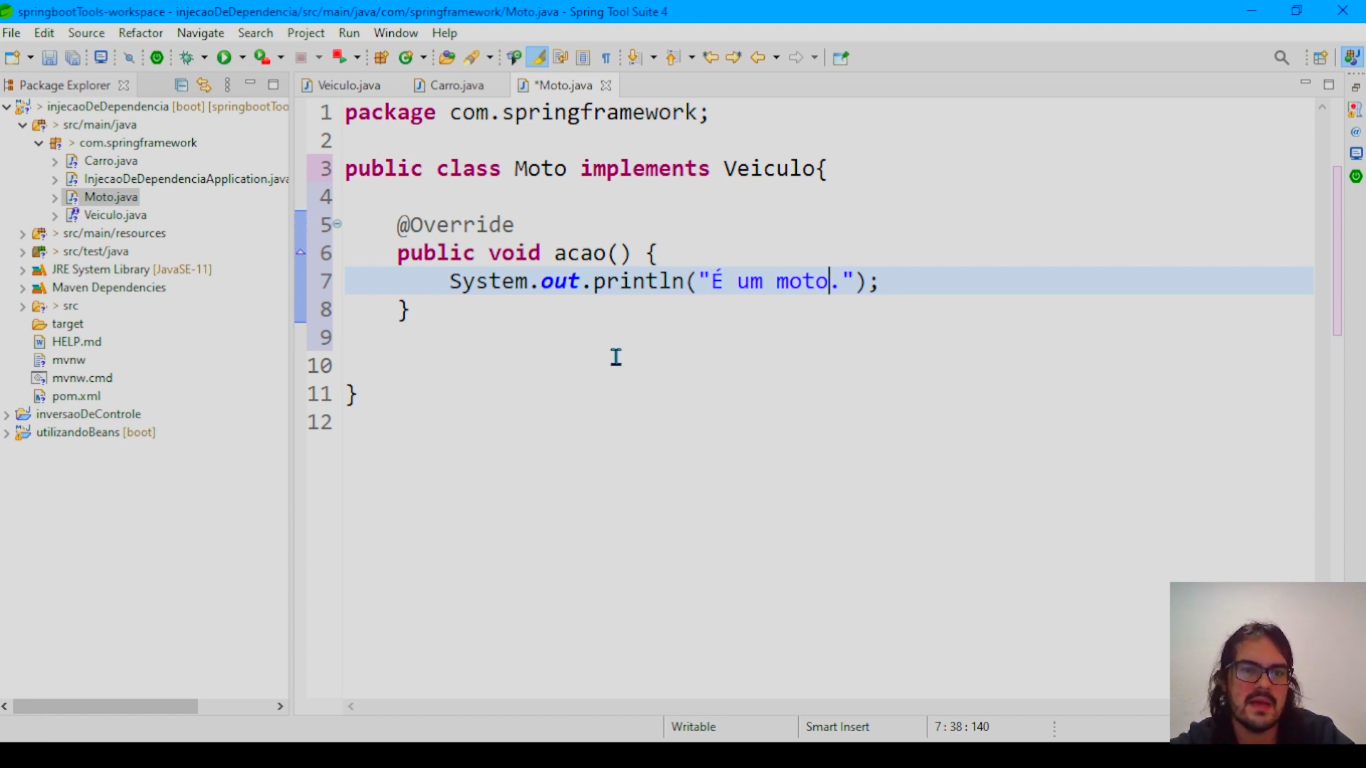 springbootTools-workspace - injecaoDeDependencia/src/main/java/com/springframework/Moto.java - Spring Tool Suite 4
File Edit Source Refactor Navigate Search Project Run Window Help
Package Explorer
Veiculo.java Carro.java *Moto.java
> injecaoDeDependencia [boot] [springbootToo
> src/main/java
> com.springframework
> Carro.java
> InjecaoDeDependenciaApplication.java
> Moto.java
> Veiculo.java
> src/main/resources
> src/test/java
> JRE System Library [JavaSE-11]
> Maven Dependencies
> src
target
HELP.md
mvnw
mvnw.cmd
pom.xml
> inversaoDeControle
> utilizandoBeans [boot]
1 package com.springframework;
2
3 public class Moto implements Veiculo{
4
5 @Override
6 public void acao() {
7 System.out.println("É um moto.");
8 }
9
10
11 }
12
Writable Smart Insert 7 : 38 : 140